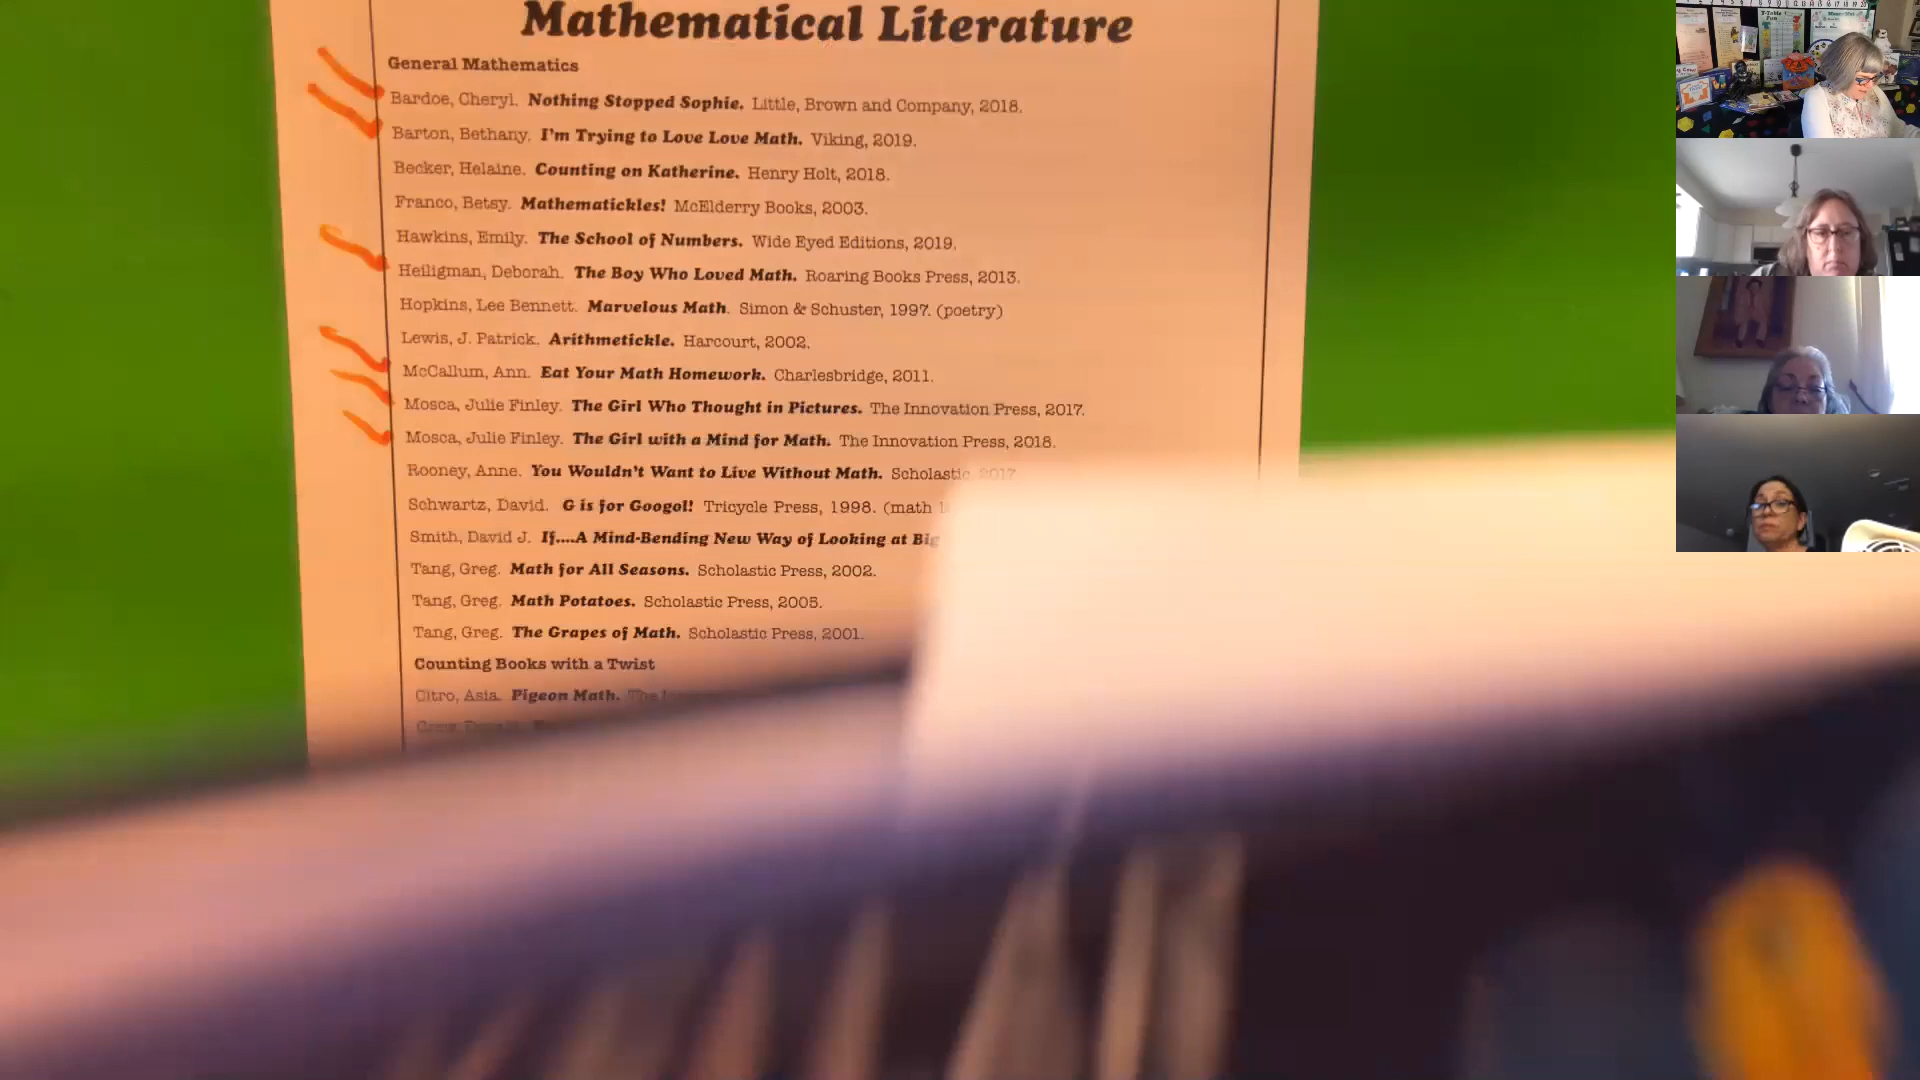 Mathematical Literature
General Mathematics
Bardoe, Cheryl. Nothing Stopped Sophie. Little, Brown and Company, 2018.
Barton, Bethany. I'm Trying to Love Love Math. Viking, 2019.
Becker, Helaine. Counting on Katherine. Henry Holt, 2018.
Franco, Betsy. Mathematickles! McElderry Books, 2003.
Hawkins, Emily. The School of Numbers. Wide Eyed Editions, 2019.
Heiligman, Deborah. The Boy Who Loved Math. Roaring Books Press, 2013.
Hopkins, Lee Bennett. Marvelous Math. Simon & Schuster, 1997. (poetry)
Lewis, J. Patrick. Arithmetickle. Harcourt, 2002.
McCallum, Ann. Eat Your Math Homework. Charlesbridge, 2011.
Mosca, Julie Finley. The Girl Who Thought in Pictures. The Innovation Press, 2017.
Mosca, Julie Finley. The Girl with a Mind for Math. The Innovation Press, 2018.
Rooney, Anne. You Wouldn't Want to Live Without Math. Scholastic, 2017
Schwartz, David. G is for Googol! Tricycle Press, 1998. (math
Smith, David J. If....A Mind-Bending New Way of Looking at Big
Tang, Greg. Math for All Seasons. Scholastic Press, 2002.
Tang, Greg. Math Potatoes. Scholastic Press, 2005.
Tang, Greg. The Grapes of Math. Scholastic Press, 2001.
Counting Books with a Twist
Citro, Asia. Pigeon Math. The